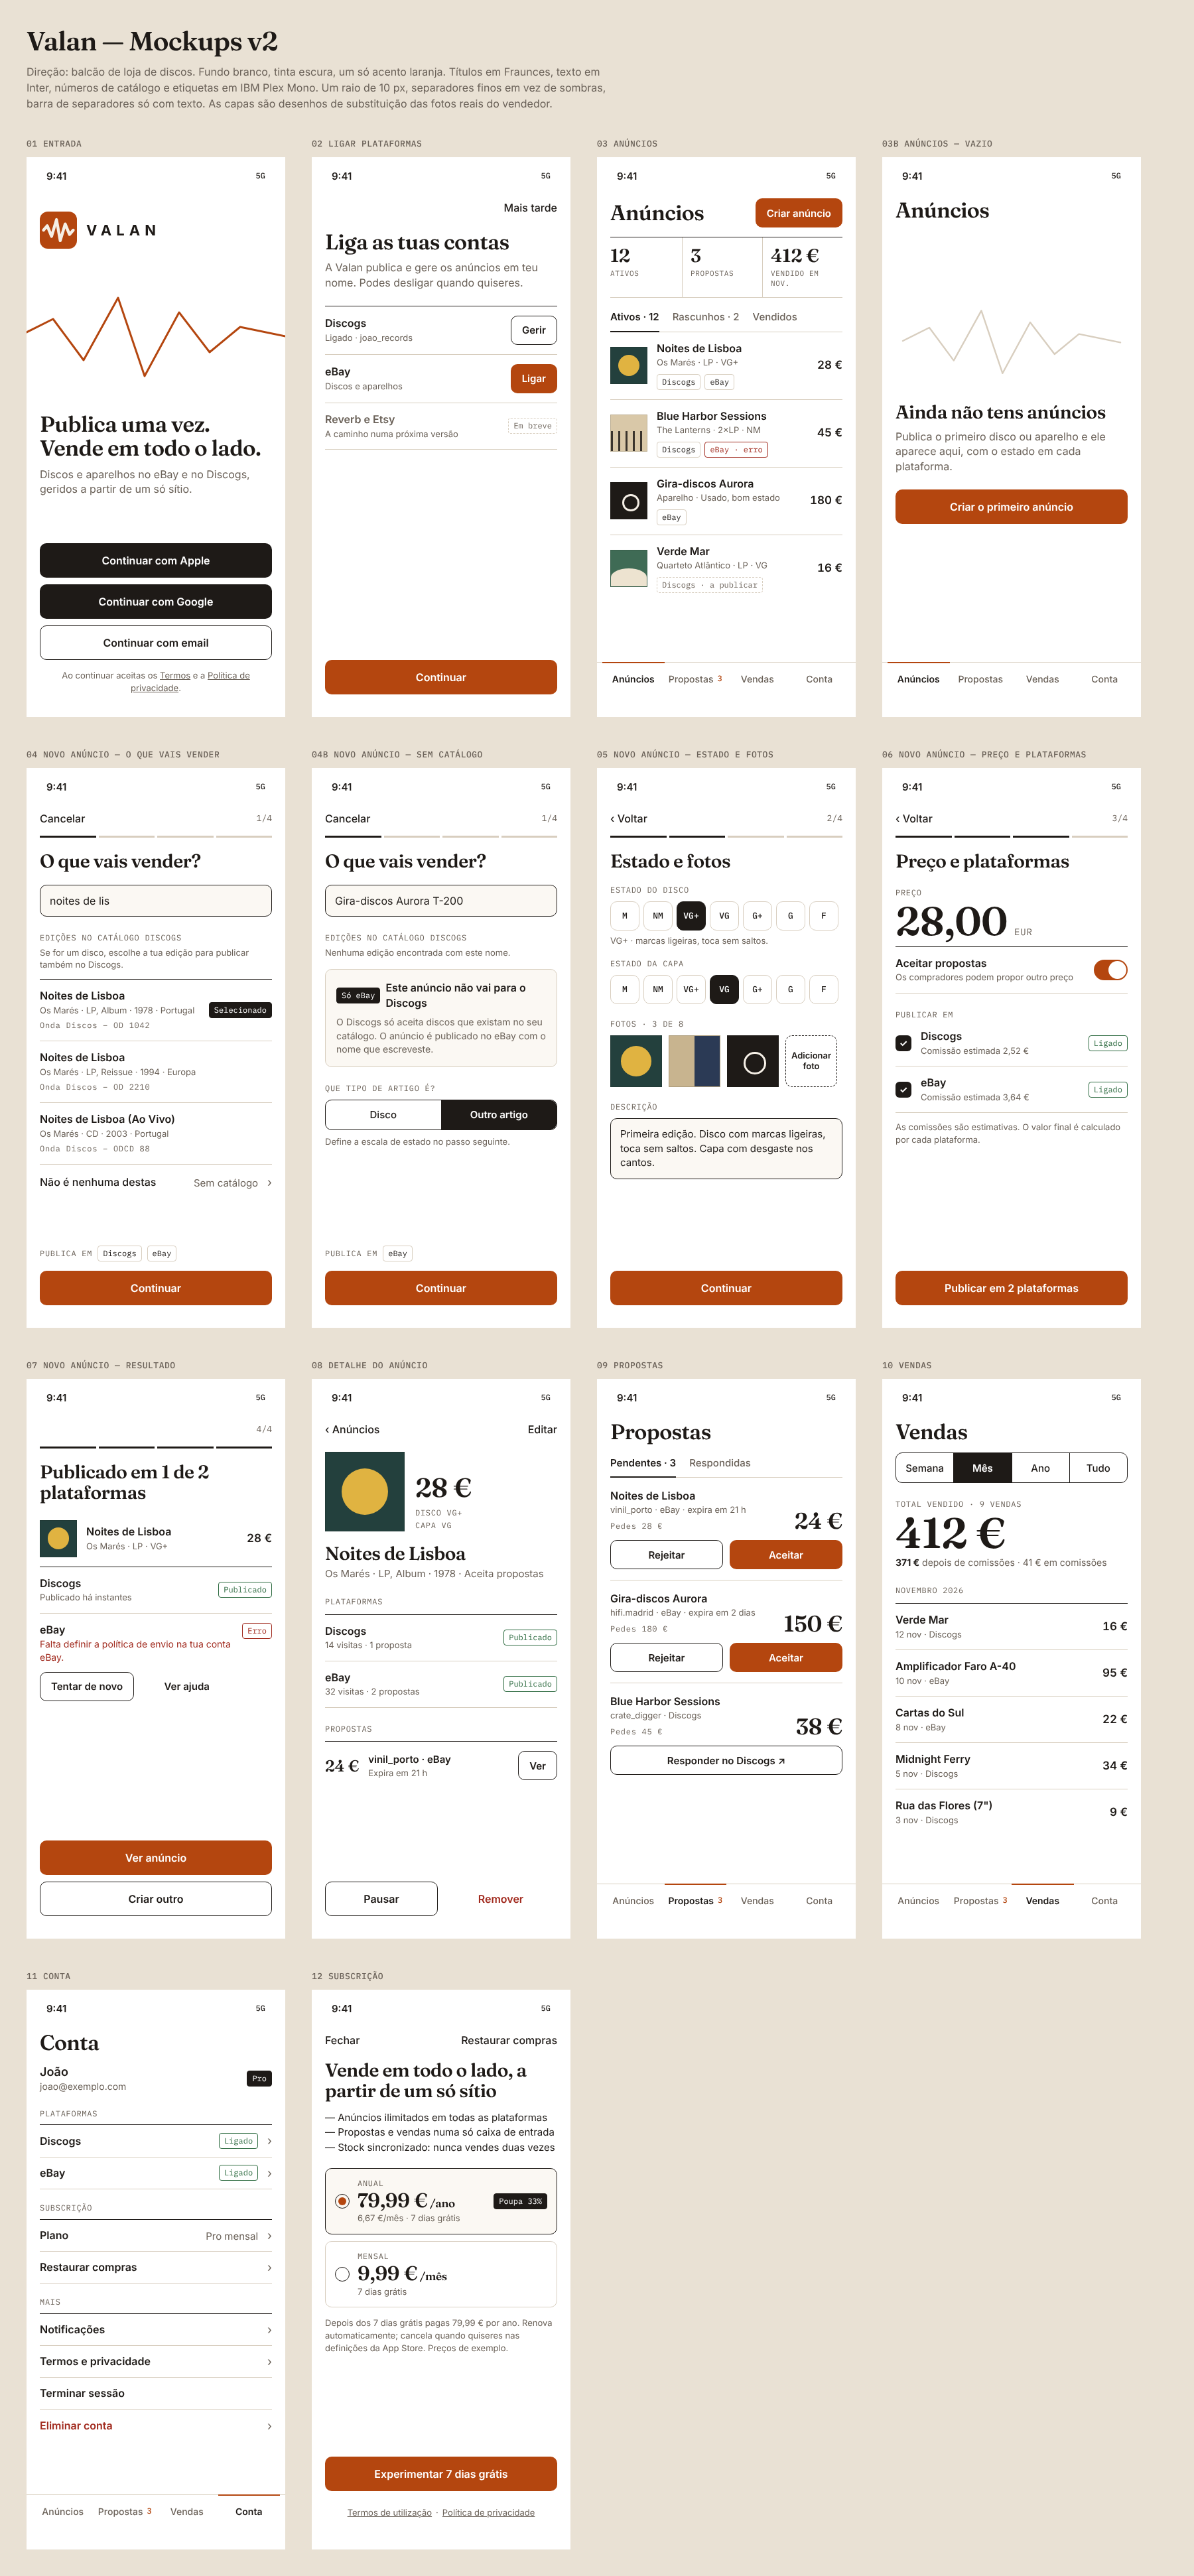 Valan — Mockups v2
Direção: balcão de loja de discos. Fundo branco, tinta escura, um só acento laranja. Títulos em Fraunces, texto em
Inter, números de catálogo e etiquetas em IBM Plex Mono. Um raio de 10 px, separadores finos em vez de sombras,
barra de separadores só com texto. As capas são desenhos de substituição das fotos reais do vendedor.
01 ENTRADA
9:41
5G
VALAN
Publica uma vez.
Vende em todo o lado.
Discos e aparelhos no eBay e no Discogs,
geridos a partir de um só sítio.
Continuar com Apple
Continuar com Google
Continuar com email
Ao continuar aceitas os Termos e a Política de
privacidade.
02 LIGAR PLATAFORMAS
9:41
5G
Mais tarde
Liga as tuas contas
A Valan publica e gere os anúncios em teu
nome. Podes desligar quando quiseres.
Discogs
Ligado · joao_records
Gerir
eBay
Discos e aparelhos
Ligar
Reverb e Etsy
A caminho numa próxima versão
Em breve
Continuar
03 ANÚNCIOS
9:41
5G
Anúncios
Criar anúncio
12
ATIVOS
3
PROPOSTAS
412 €
VENDIDO EM
NOV.
Ativos · 12
Rascunhos · 2
Vendidos
Noites de Lisboa
Os Marés · LP · VG+
Discogs
eBay
28 €
Blue Harbor Sessions
The Lanterns · 2×LP · NM
Discogs
eBay · erro
45 €
Gira-discos Aurora
Aparelho · Usado, bom estado
eBay
180 €
Verde Mar
Quarteto Atlântico · LP · VG
Discogs · a publicar
16 €
Anúncios
Propostas 3
Vendas
Conta
03B ANÚNCIOS — VAZIO
9:41
5G
Anúncios
Ainda não tens anúncios
Publica o primeiro disco ou aparelho e ele
aparece aqui, com o estado em cada
plataforma.
Criar o primeiro anúncio
Anúncios
Propostas
Vendas
Conta
04 NOVO ANÚNCIO — O QUE VAIS VENDER
9:41
5G
Cancelar
1/4
O que vais vender?
noites de lis
EDIÇÕES NO CATÁLOGO DISCOGS
Se for um disco, escolhe a tua edição para publicar
também no Discogs.
Noites de Lisboa
Os Marés · LP, Album · 1978 · Portugal
Onda Discos — OD 1042
Selecionado
Noites de Lisboa
Os Marés · LP, Reissue · 1994 · Europa
Onda Discos — OD 2210
Noites de Lisboa (Ao Vivo)
Os Marés · CD · 2003 · Portugal
Onda Discos — ODCD 88
Não é nenhuma destas
Sem catálogo ›
PUBLICA EM
Discogs
eBay
Continuar
04B NOVO ANÚNCIO — SEM CATÁLOGO
9:41
5G
Cancelar
1/4
O que vais vender?
Gira-discos Aurora T-200
EDIÇÕES NO CATÁLOGO DISCOGS
Nenhuma edição encontrada com este nome.
Só eBay
Este anúncio não vai para o
Discogs
O Discogs só aceita discos que existam no seu
catálogo. O anúncio é publicado no eBay com o
nome que escreveste.
QUE TIPO DE ARTIGO É?
Disco
Outro artigo
Define a escala de estado no passo seguinte.
PUBLICA EM
eBay
Continuar
05 NOVO ANÚNCIO — ESTADO E FOTOS
9:41
5G
‹ Voltar
2/4
Estado e fotos
ESTADO DO DISCO
M
NM
VG+
VG
G+
G
F
VG+ · marcas ligeiras, toca sem saltos.
ESTADO DA CAPA
M
NM
VG+
VG
G+
G
F
FOTOS · 3 DE 8
Adicionar
foto
DESCRIÇÃO
Primeira edição. Disco com marcas ligeiras,
toca sem saltos. Capa com desgaste nos
cantos.
Continuar
06 NOVO ANÚNCIO — PREÇO E PLATAFORMAS
9:41
5G
‹ Voltar
3/4
Preço e plataformas
PREÇO
28,00 EUR
Aceitar propostas
Os compradores podem propor outro preço
PUBLICAR EM
Discogs
Comissão estimada 2,52 €
Ligado
eBay
Comissão estimada 3,64 €
Ligado
As comissões são estimativas. O valor final é calculado
por cada plataforma.
Publicar em 2 plataformas
07 NOVO ANÚNCIO — RESULTADO
9:41
5G
4/4
Publicado em 1 de 2
plataformas
Noites de Lisboa
Os Marés · LP · VG+
28 €
Discogs
Publicado há instantes
Publicado
eBay
Falta definir a política de envio na tua conta
eBay.
Erro
Tentar de novo
Ver ajuda
Ver anúncio
Criar outro
08 DETALHE DO ANÚNCIO
9:41
5G
‹ Anúncios
Editar
28 €
DISCO VG+
CAPA VG
Noites de Lisboa
Os Marés · LP, Album · 1978 · Aceita propostas
PLATAFORMAS
Discogs
14 visitas · 1 proposta
Publicado
eBay
32 visitas · 2 propostas
Publicado
PROPOSTAS
24 €
vinil_porto · eBay
Expira em 21 h
Ver
Pausar
Remover
09 PROPOSTAS
9:41
5G
Propostas
Pendentes · 3
Respondidas
Noites de Lisboa
vinil_porto · eBay · expira em 21 h
Pedes 28 €
24 €
Rejeitar
Aceitar
Gira-discos Aurora
hifi.madrid · eBay · expira em 2 dias
Pedes 180 €
150 €
Rejeitar
Aceitar
Blue Harbor Sessions
crate_digger · Discogs
Pedes 45 €
38 €
Responder no Discogs ↗
Anúncios
Propostas 3
Vendas
Conta
10 VENDAS
9:41
5G
Vendas
Semana
Mês
Ano
Tudo
TOTAL VENDIDO · 9 VENDAS
412 €
371 € depois de comissões · 41 € em comissões
NOVEMBRO 2026
Verde Mar
12 nov · Discogs
16 €
Amplificador Faro A-40
10 nov · eBay
95 €
Cartas do Sul
8 nov · eBay
22 €
Midnight Ferry
5 nov · Discogs
34 €
Rua das Flores (7")
3 nov · Discogs
9 €
Anúncios
Propostas 3
Vendas
Conta
11 CONTA
9:41
5G
Conta
João
joao@exemplo.com
Pro
PLATAFORMAS
Discogs
Ligado ›
eBay
Ligado ›
SUBSCRIÇÃO
Plano
Pro mensal ›
Restaurar compras ›
MAIS
Notificações ›
Termos e privacidade ›
Terminar sessão
Eliminar conta ›
Anúncios
Propostas 3
Vendas
Conta
12 SUBSCRIÇÃO
9:41
5G
Fechar
Restaurar compras
Vende em todo o lado, a
partir de um só sítio
— Anúncios ilimitados em todas as plataformas
— Propostas e vendas numa só caixa de entrada
— Stock sincronizado: nunca vendes duas vezes
ANUAL
79,99 € /ano
6,67 €/mês · 7 dias grátis
Poupa 33%
MENSAL
9,99 € /mês
7 dias grátis
Depois dos 7 dias grátis pagas 79,99 € por ano. Renova
automaticamente; cancela quando quiseres nas
definições da App Store. Preços de exemplo.
Experimentar 7 dias grátis
Termos de utilização · Política de privacidade